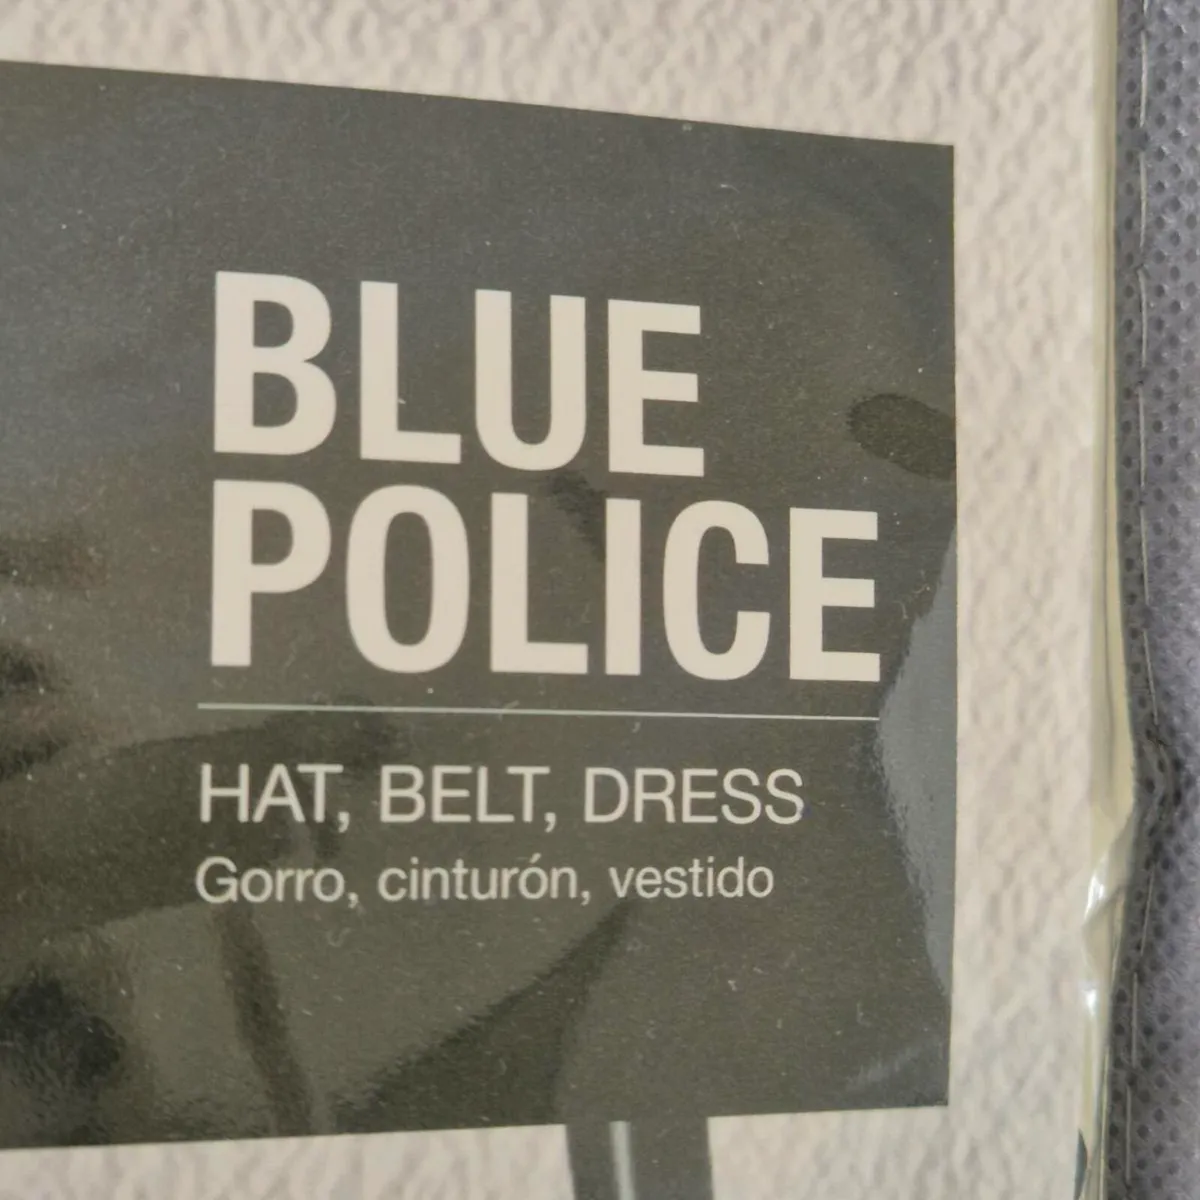 BLUE
POLICE
HAT, BELT, DRESS
Gorro, cinturón, vestido